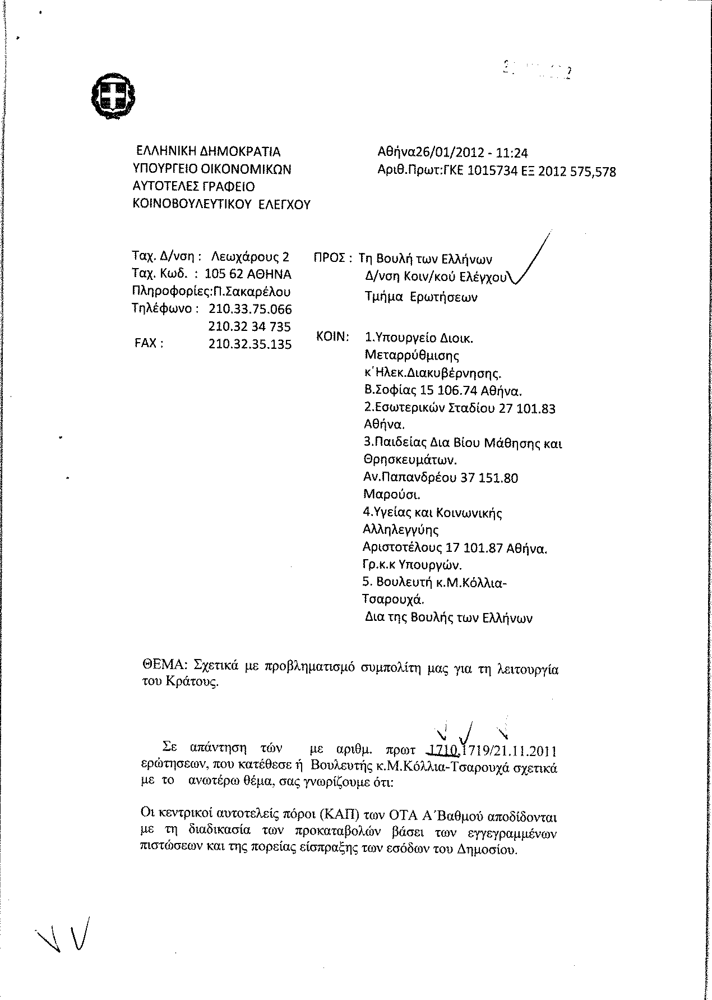 ΕΛΛΗΝΙΚΗ ΔΗΜΟΚΡΑΤΙΑ
ΥΠΟΥΡΓΕΙΟ ΟΙΚΟΝΟΜΙΚΩΝ
ΑΥΤΟΤΕΛΕΣ ΓΡΑΦΕΙΟ
ΚΟΙΝΟΒΟΥΛΕΥΤΙΚΟΥ ΕΛΕΓΧΟΥ
Αθήνα26/01/2012 - 11:24
Αριθ.Πρωτ:ΓΚΕ 1015734 ΕΞ 2012 575,578
Ταχ. Δ/νση : Λεωχάρους 2
Ταχ. Κωδ. : 105 62 ΑΘΗΝΑ
Πληροφορίες:Π.Σακαρέλου
Τηλέφωνο : 210.33.75.066
210.32 34 735
FAX : 210.32.35.135
ΠΡΟΣ : Τη Βουλή των Ελλήνων
Δ/νση Κοιν/κού Ελέγχου
Τμήμα Ερωτήσεων
ΚΟΙΝ: 1.Υπουργείο Διοικ.
Μεταρρύθμισης
κ΄Ηλεκ.Διακυβέρνησης.
Β.Σοφίας 15 106.74 Αθήνα.
2.Εσωτερικών Σταδίου 27 101.83
Αθήνα.
3.Παιδείας Δια Βίου Μάθησης και
Θρησκευμάτων.
Αν.Παπανδρέου 37 151.80
Μαρούσι.
4.Υγείας και Κοινωνικής
Αλληλεγγύης
Αριστοτέλους 17 101.87 Αθήνα.
Γρ.κ.κ Υπουργών.
5. Βουλευτή κ.Μ.Κόλλια-
Τσαρουχά.
Δια της Βουλής των Ελλήνων
ΘΕΜΑ: Σχετικά με προβληματισμό συμπολίτη μας για τη λειτουργία
του Κράτους.
Σε απάντηση τών με αριθμ. πρωτ 1710,1719/21.11.2011
ερώτησεων, που κατέθεσε ή Βουλευτής κ.Μ.Κόλλια-Τσαρουχά σχετικά
με το ανωτέρω θέμα, σας γνωρίζουμε ότι:
Οι κεντρικοί αυτοτελείς πόροι (ΚΑΠ) των ΟΤΑ Α΄Βαθμού αποδίδονται
με τη διαδικασία των προκαταβολών βάσει των εγγεγραμμένων
πιστώσεων και της πορείας είσπραξης των εσόδων του Δημοσίου.